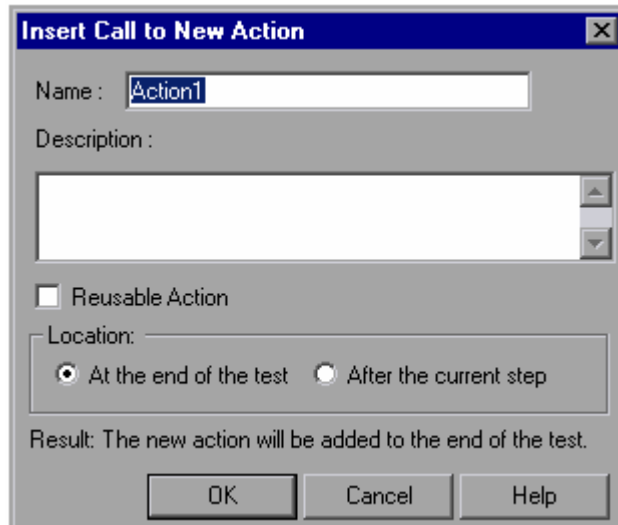 Insert Call to New Action
Name : Action1
Description :
Reusable Action
Location:
At the end of the test After the current step
Result: The new action will be added to the end of the test.
OK Cancel Help